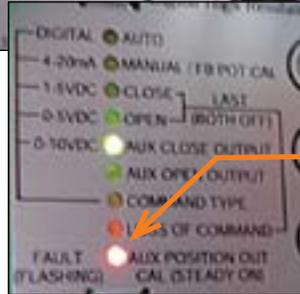 DIGITAL AUTO
4-20mA MANUAL / FB POT CAL
1-5VDC CLOSE LAST
0-5VDC OPEN (BOTH OFF)
0-10VDC AUX CLOSE OUTPUT
AUX OPEN OUTPUT
COMMAND TYPE
LOSS OF COMMAND
FAULT AUX POSITION OUT
(FLASHING) CAL (STEADY ON)